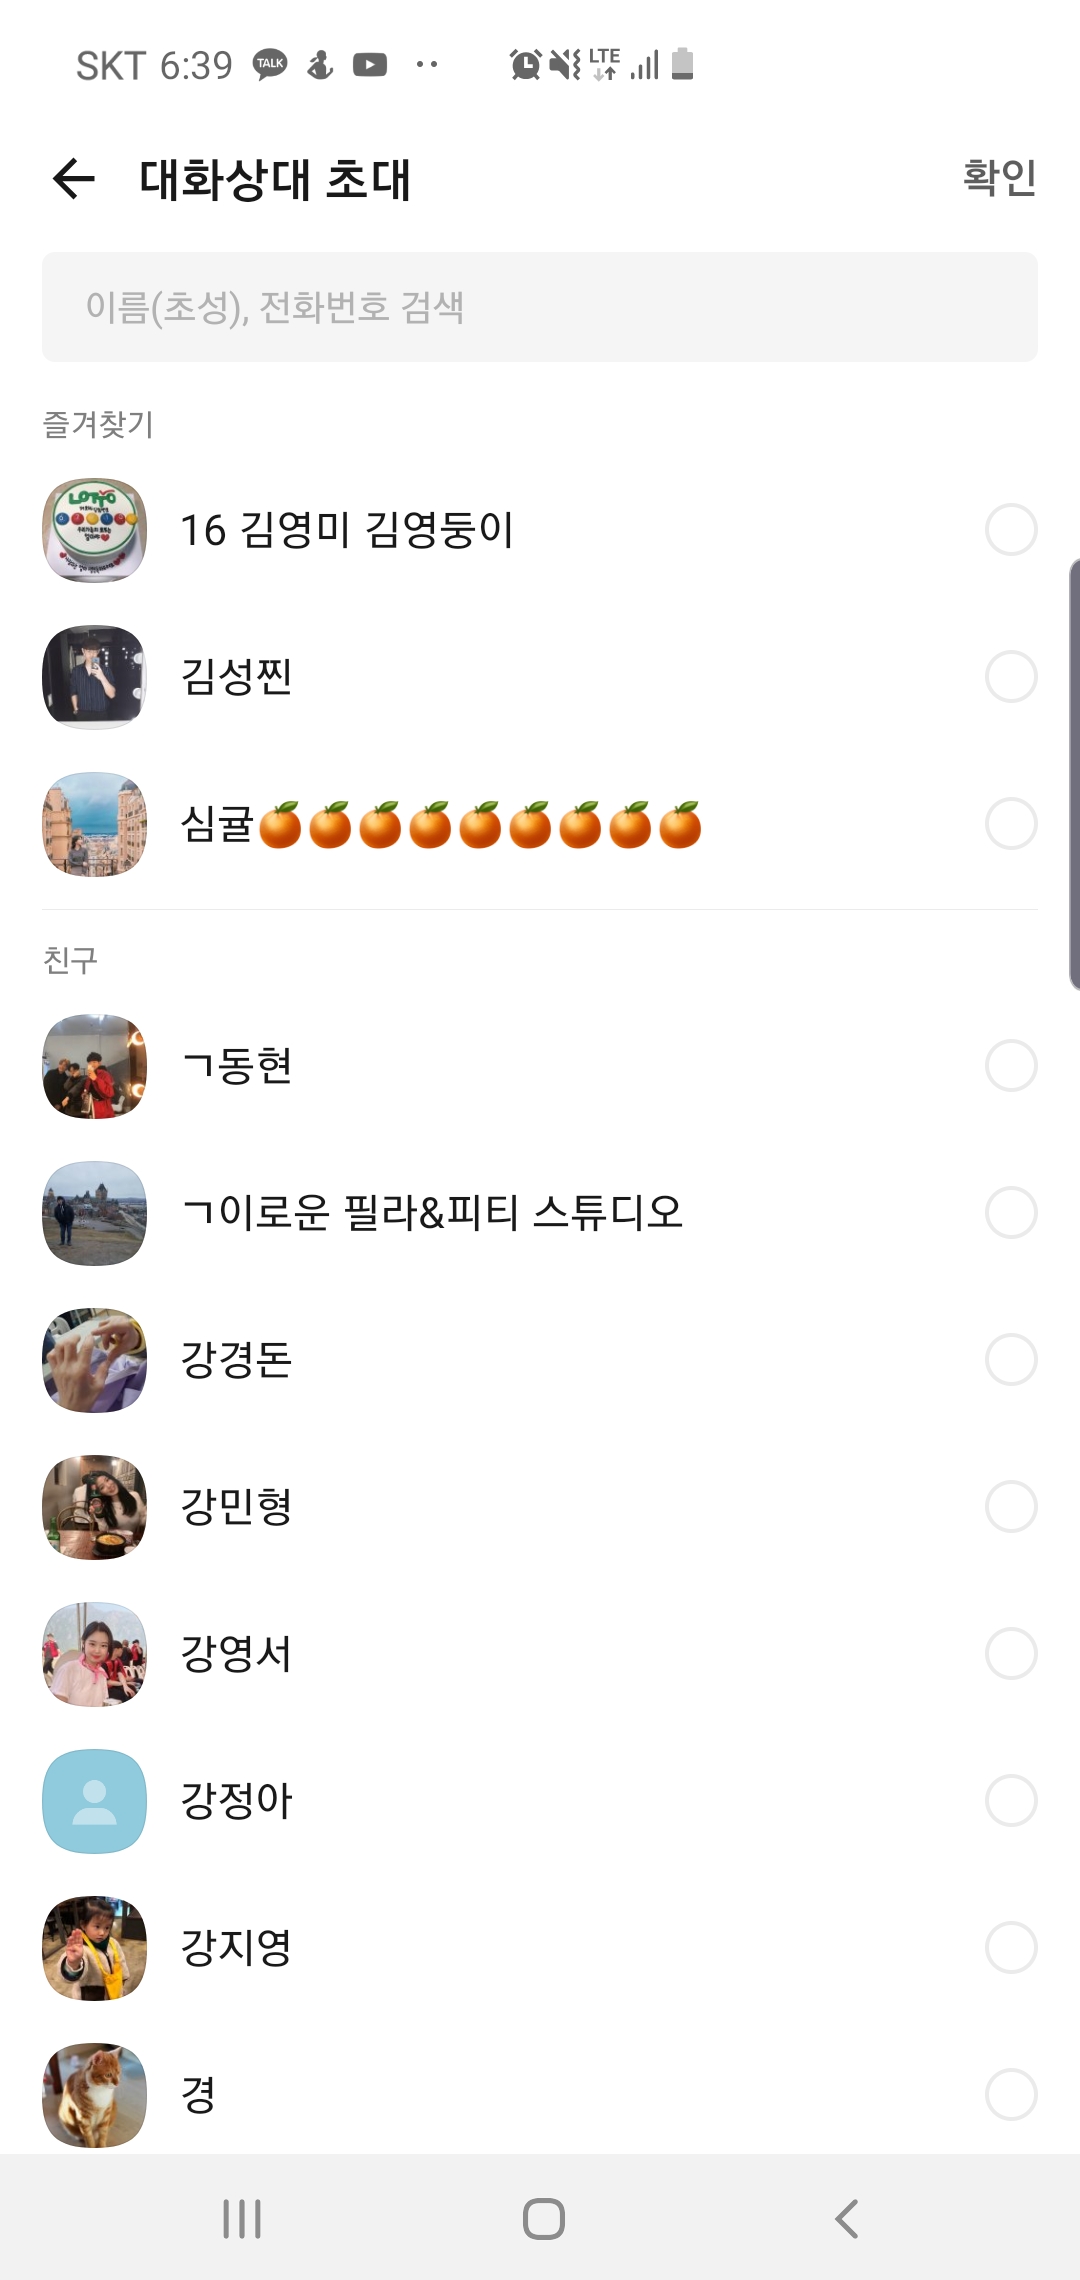 SKT 6:39 TALK LTE
대화상대 초대
확인
이름(초성), 전화번호 검색
즐겨찾기
LOTTO
16 김영미 김영둥이
김성찐
심귤🍊🍊🍊🍊🍊🍊🍊🍊🍊
친구
ㄱ동현
ㄱ이로운 필라&피티 스튜디오
강경돈
강민형
강영서
강정아
강지영
경